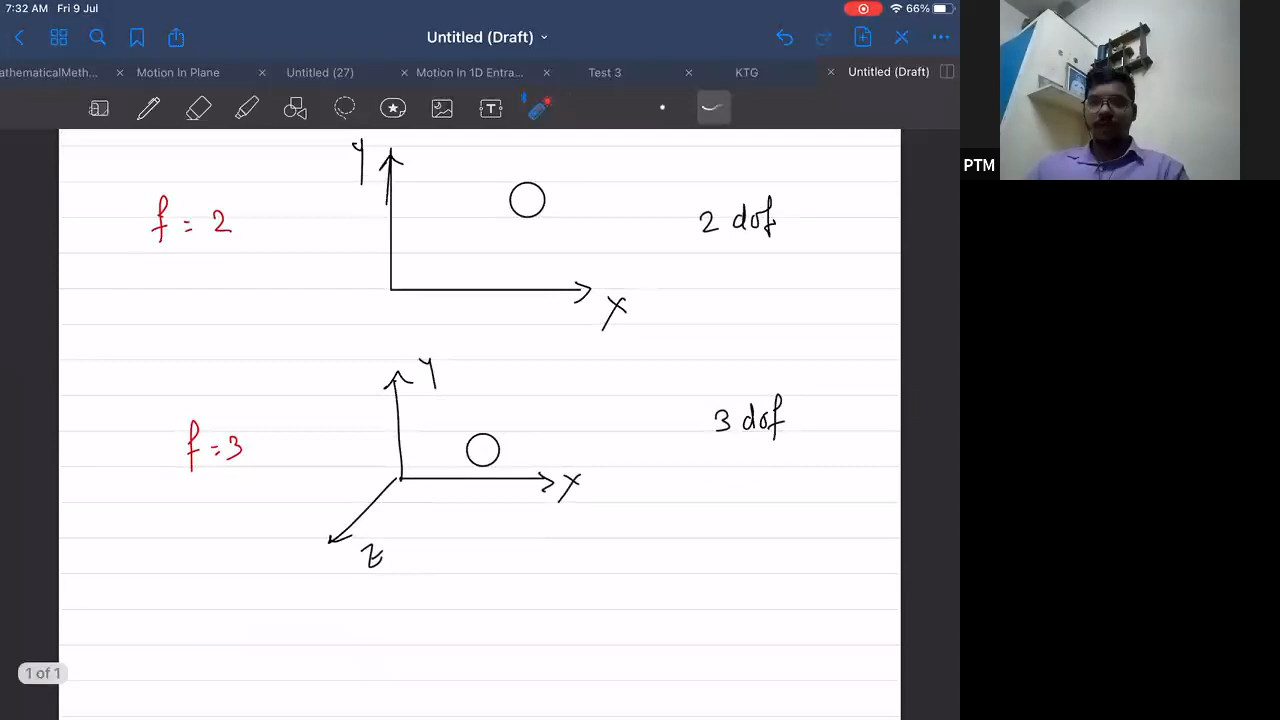 7:32 AM Fri 9 Jul
66%
Untitled (Draft)
athematicalMeth...
Motion In Plane
Untitled (27)
Motion In 1D Entra...
Test 3
KTG
Untitled (Draft)
PTM
Y
f = 2
2 dof
X
Y
f = 3
3 dof
X
Z
1 of 1